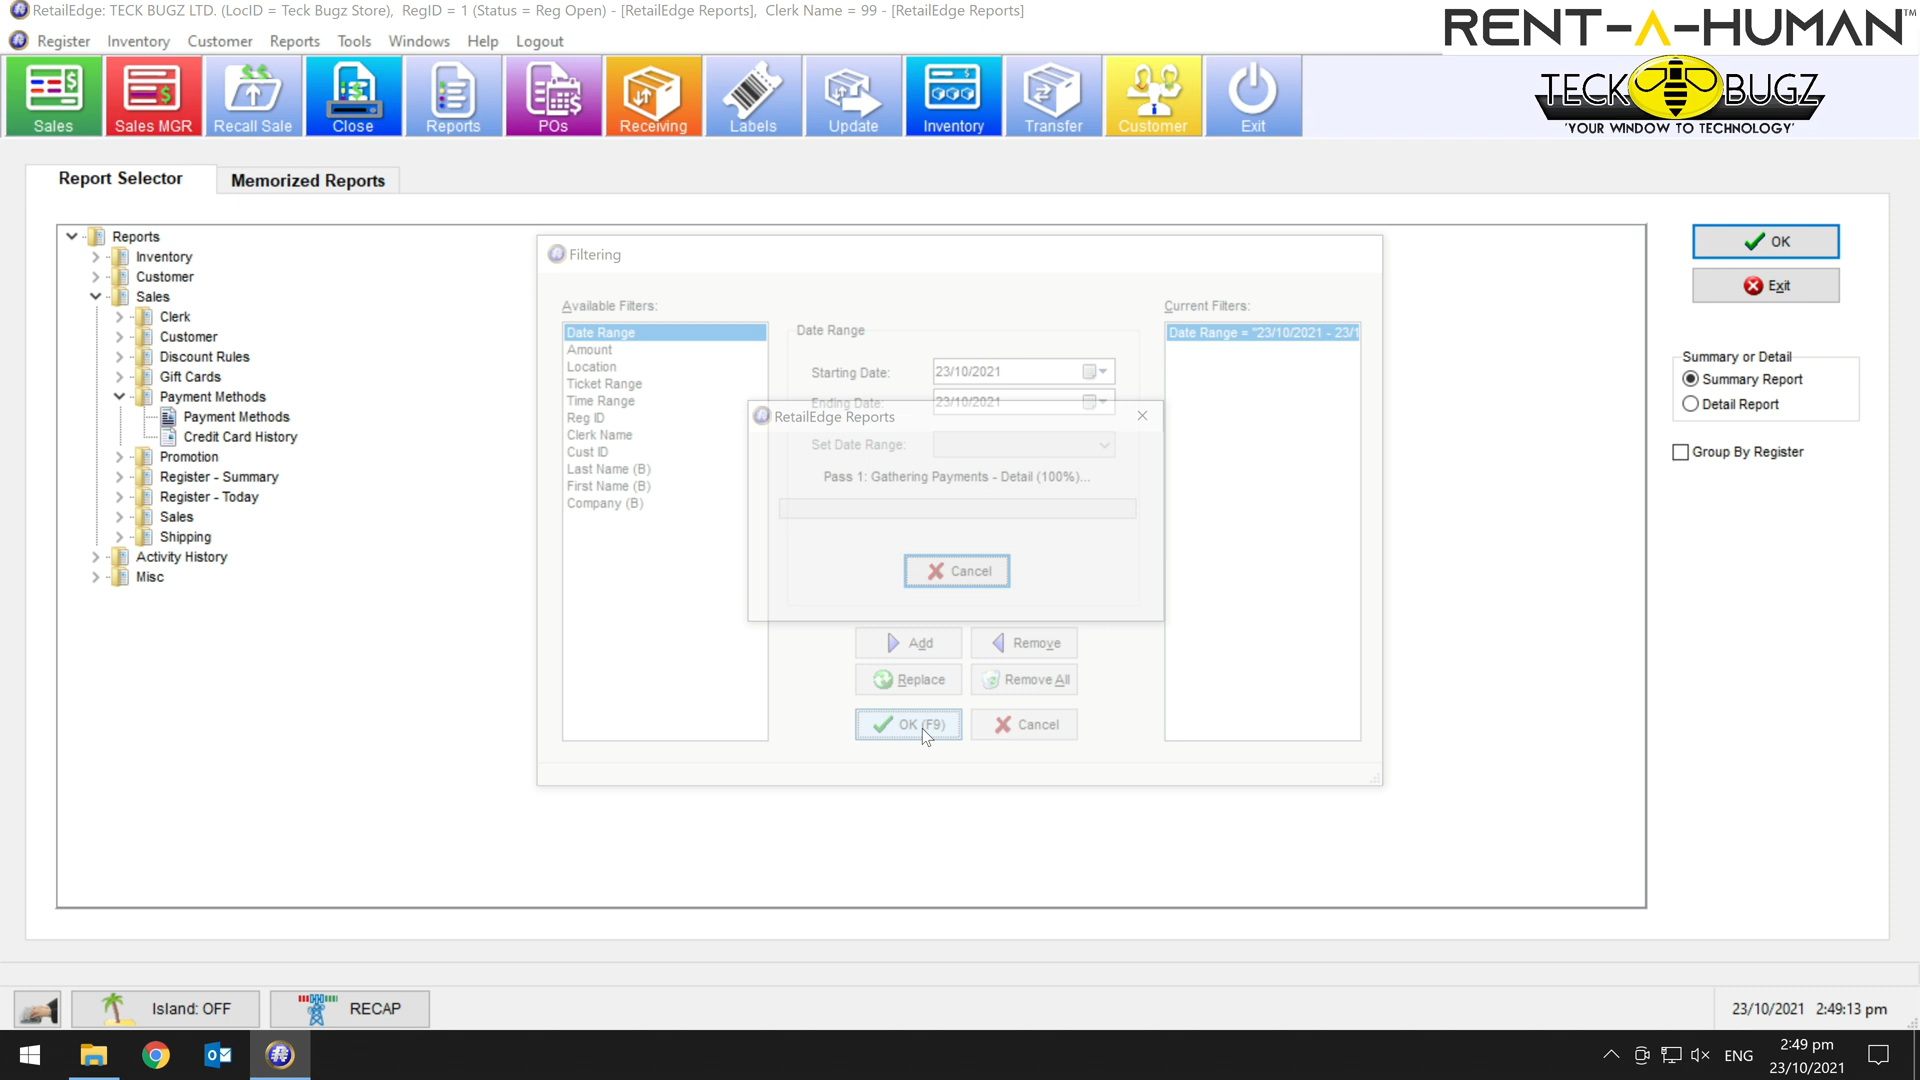 RetailEdge: TECK BUGZ LTD. (LocID = Teck Bugz Store), RegID = 1 (Status = Reg Open) - [RetailEdge Reports], Clerk Name = 99 - [RetailEdge Reports]
RENT-A-HUMAN™
Register Inventory Customer Reports Tools Windows Help Logout
Sales Sales MGR Recall Sale Close Reports POs Receiving Labels Update Inventory Transfer Customer Exit
TECK BUGZ
'YOUR WINDOW TO TECHNOLOGY'
Report Selector Memorized Reports
Reports
Inventory
Customer
Sales
Clerk
Customer
Discount Rules
Gift Cards
Payment Methods
Payment Methods
Credit Card History
Promotion
Register - Summary
Register - Today
Sales
Shipping
Activity History
Misc
Filtering
Available Filters:
Date Range
Amount
Location
Ticket Range
Time Range
Reg ID
Clerk Name
Cust ID
Last Name (B)
First Name (B)
Company (B)
Date Range
Starting Date: 23/10/2021
Ending Date: 23/10/2021
Set Date Range:
RetailEdge Reports
Pass 1: Gathering Payments - Detail (100%)...
Cancel
Add Remove
Replace Remove All
OK (F9) Cancel
Current Filters:
Date Range = "23/10/2021 - 23/1
OK
Exit
Summary or Detail
Summary Report
Detail Report
Group By Register
Island: OFF RECAP
23/10/2021 2:49:13 pm
ENG
2:49 pm
23/10/2021